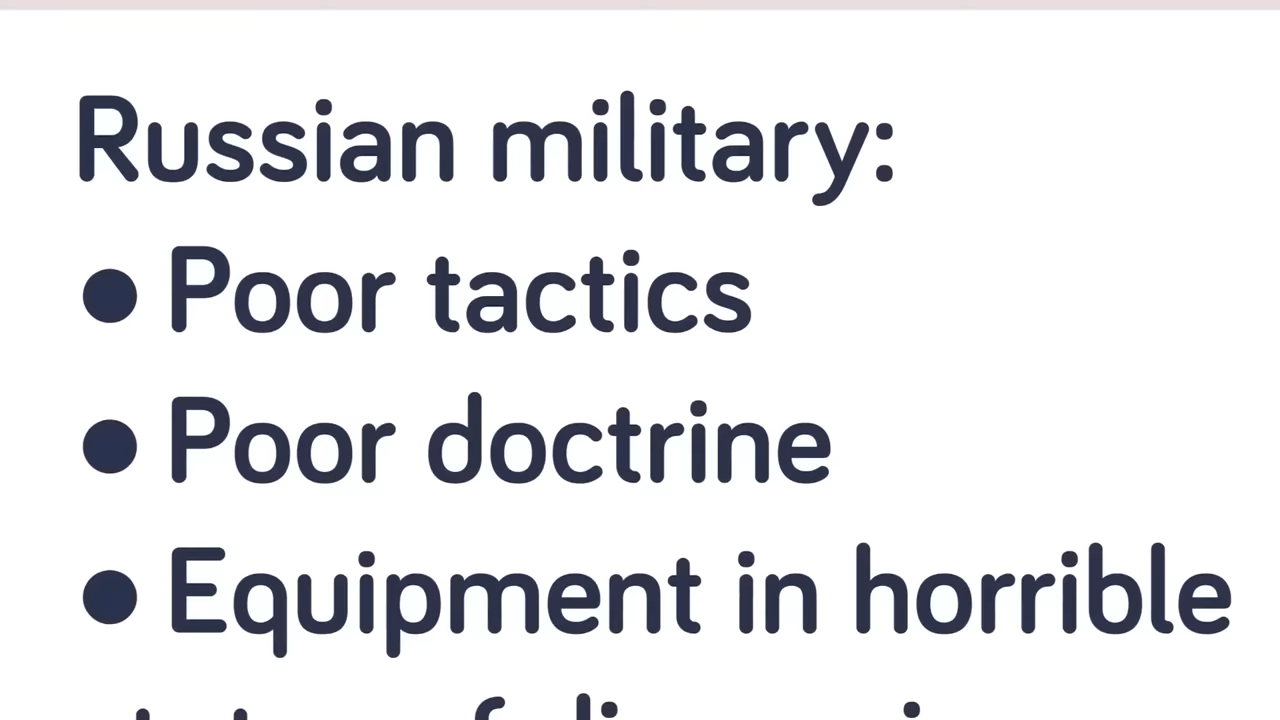 Russian military:
● Poor tactics
● Poor doctrine
● Equipment in horrible